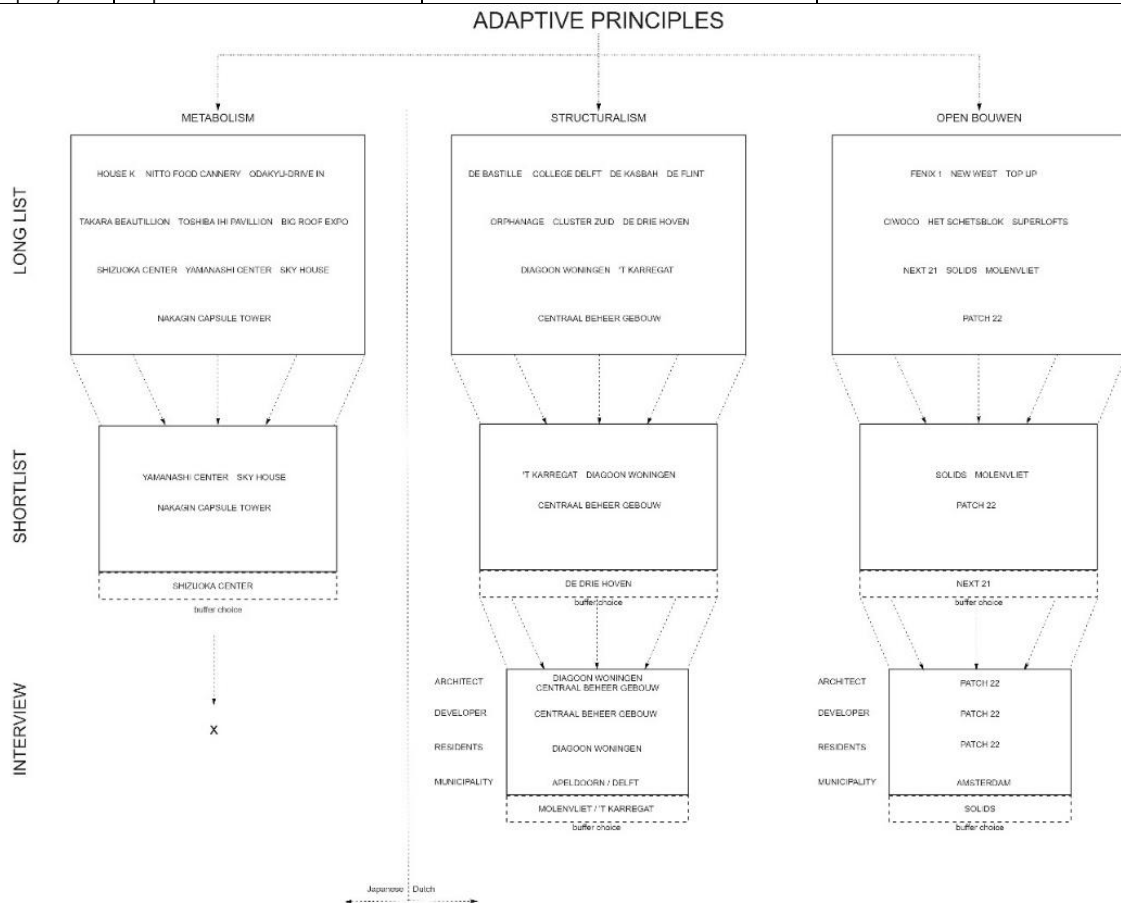 ADAPTIVE PRINCIPLES
METABOLISM
STRUCTURALISM
OPEN BOUWEN
LONG LIST
HOUSE K NITTO FOOD CANNERY ODAKYU-DRIVE IN
TAKARA BEAUTILLION TOSHIBA IHI PAVILLION BIG ROOF EXPO
SHIZUOKA CENTER YAMANASHI CENTER SKY HOUSE
NAKAGIN CAPSULE TOWER
DE BASTILLE COLLEGE DELFT DE KASBAH DE FLINT
ORPHANAGE CLUSTER ZUID DE DRIE HOVEN
DIAGOON WONINGEN 'T KARREGAT
CENTRAAL BEHEER GEBOUW
FENIX 1 NEW WEST TOP UP
CIWOCO HET SCHETSBLOK SUPERLOFTS
NEXT 21 SOLIDS MOLENVLIET
PATCH 22
SHORTLIST
YAMANASHI CENTER SKY HOUSE
NAKAGIN CAPSULE TOWER
SHIZUOKA CENTER
buffer choice
'T KARREGAT DIAGOON WONINGEN
CENTRAAL BEHEER GEBOUW
DE DRIE HOVEN
buffer choice
SOLIDS MOLENVLIET
PATCH 22
NEXT 21
buffer choice
INTERVIEW
X
ARCHITECT
DIAGOON WONINGEN
CENTRAAL BEHEER GEBOUW
DEVELOPER
CENTRAAL BEHEER GEBOUW
RESIDENTS
DIAGOON WONINGEN
MUNICIPALITY
APELDOORN / DELFT
MOLENVLIET / 'T KARREGAT
buffer choice
ARCHITECT
PATCH 22
DEVELOPER
PATCH 22
RESIDENTS
PATCH 22
MUNICIPALITY
AMSTERDAM
SOLIDS
buffer choice
Japanese Dutch